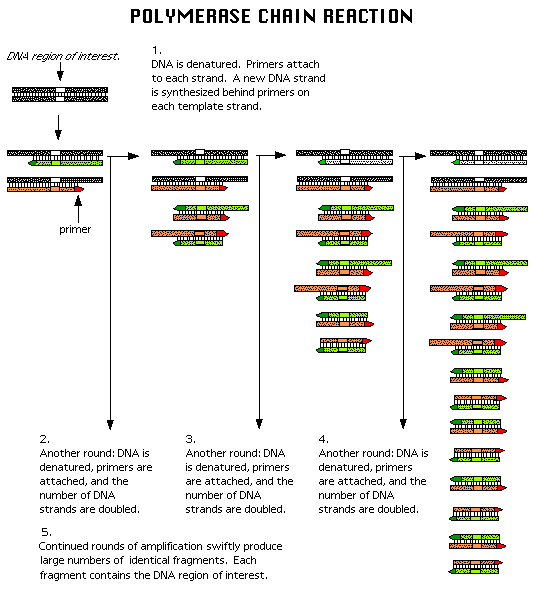 POLYMERASE CHAIN REACTION
DNA region of interest.
1.
DNA is denatured. Primers attach
to each strand. A new DNA strand
is synthesized behind primers on
each template strand.
primer
2.
Another round: DNA is
denatured, primers are
attached, and the
number of DNA
strands are doubled.
3.
Another round: DNA
is denatured, primers
are attached, and the
number of DNA
strands are doubled.
4.
Another round: DNA is
denatured, primers
are attached, and the
number of DNA
strands are doubled.
5.
Continued rounds of amplification swiftly produce
large numbers of identical fragments. Each
fragment contains the DNA region of interest.